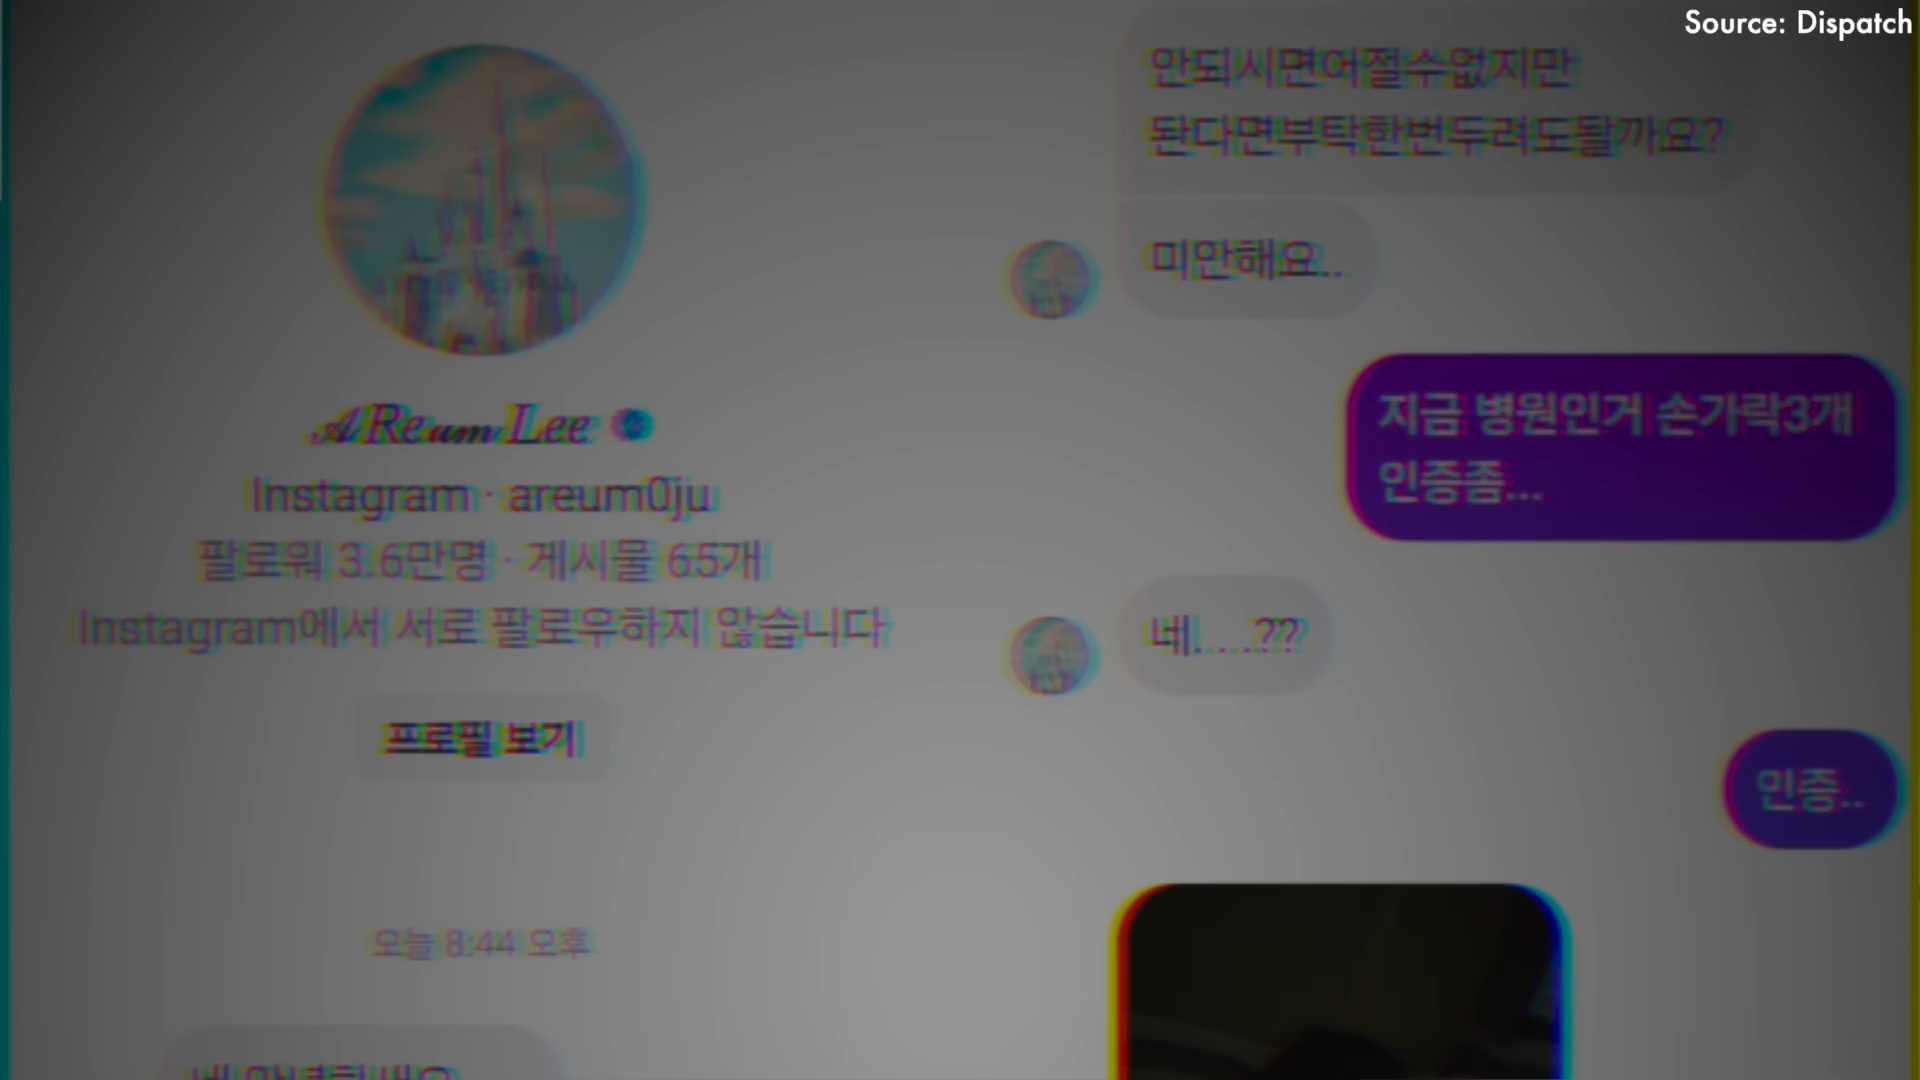 Source: Dispatch
A Reum Lee
Instagram · areum0ju
팔로워 3.6만명 · 게시물 65개
Instagram에서 서로 팔로우하지 않습니다
프로필 보기
오늘 8:44 오후
안되시면어절수없지만
돤다면부탁한번두려도될까요?
미안해요..
지금 병원인거 손가락3개
인증좀...
네......??
인증..